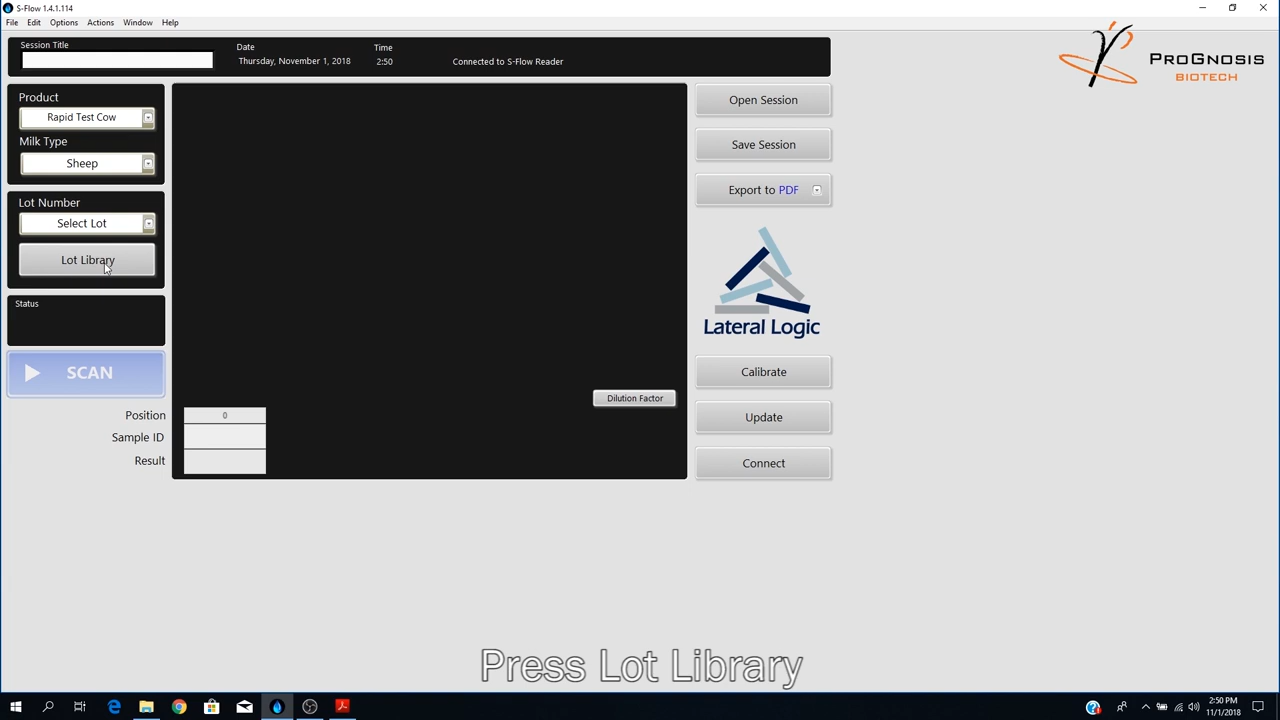 S-Flow 1.4.1.114
File Edit Options Actions Window Help
Session Title
Date
Thursday, November 1, 2018
Time
2:50
Connected to S-Flow Reader
PROGNOSIS
BIOTECH
Product
Rapid Test Cow
Milk Type
Sheep
Lot Number
Select Lot
Lot Library
Status
SCAN
Position 0
Sample ID
Result
Dilution Factor
Open Session
Save Session
Export to PDF
Lateral Logic
Calibrate
Update
Connect
Press Lot Library
2:50 PM
11/1/2018